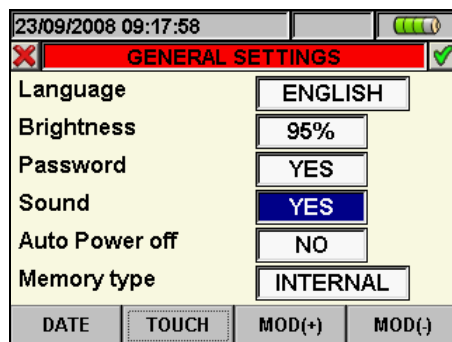 23/09/2008 09:17:58
GENERAL SETTINGS
Language ENGLISH
Brightness 95%
Password YES
Sound YES
Auto Power off NO
Memory type INTERNAL
DATE TOUCH MOD(+) MOD(-)